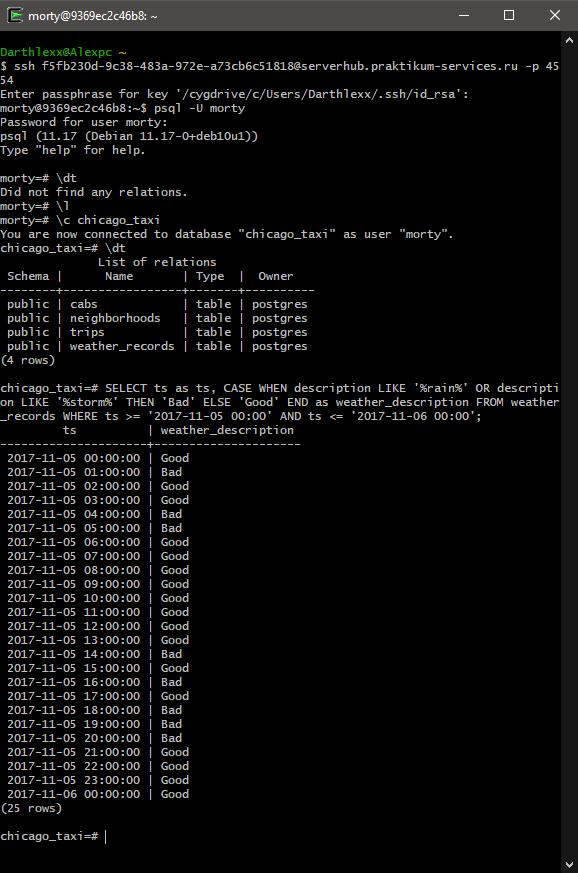 morty@9369ec2c46b8: ~
Darthlexx@Alexpc ~
$ ssh f5fb230d-9c38-483a-972e-a73cb6c51818@serverhub.praktikum-services.ru -p 45
54
Enter passphrase for key '/cygdrive/c/Users/Darthlexx/.ssh/id_rsa':
morty@9369ec2c46b8:~$ psql -U morty
Password for user morty:
psql (11.17 (Debian 11.17-0+deb10u1))
Type "help" for help.

morty=# \dt
Did not find any relations.
morty=# \l
morty=# \c chicago_taxi
You are now connected to database "chicago_taxi" as user "morty".
chicago_taxi=# \dt
              List of relations
 Schema |      Name       | Type  |  Owner
--------+-----------------+-------+----------
 public | cabs            | table | postgres
 public | neighborhoods   | table | postgres
 public | trips           | table | postgres
 public | weather_records | table | postgres
(4 rows)

chicago_taxi=# SELECT ts as ts, CASE WHEN description LIKE '%rain%' OR descripti
on LIKE '%storm%' THEN 'Bad' ELSE 'Good' END as weather_description FROM weather
_records WHERE ts >= '2017-11-05 00:00' AND ts <= '2017-11-06 00:00';
         ts          | weather_description
---------------------+---------------------
 2017-11-05 00:00:00 | Good
 2017-11-05 01:00:00 | Bad
 2017-11-05 02:00:00 | Good
 2017-11-05 03:00:00 | Good
 2017-11-05 04:00:00 | Bad
 2017-11-05 05:00:00 | Bad
 2017-11-05 06:00:00 | Good
 2017-11-05 07:00:00 | Good
 2017-11-05 08:00:00 | Good
 2017-11-05 09:00:00 | Good
 2017-11-05 10:00:00 | Good
 2017-11-05 11:00:00 | Good
 2017-11-05 12:00:00 | Good
 2017-11-05 13:00:00 | Good
 2017-11-05 14:00:00 | Bad
 2017-11-05 15:00:00 | Good
 2017-11-05 16:00:00 | Bad
 2017-11-05 17:00:00 | Good
 2017-11-05 18:00:00 | Bad
 2017-11-05 19:00:00 | Bad
 2017-11-05 20:00:00 | Bad
 2017-11-05 21:00:00 | Good
 2017-11-05 22:00:00 | Good
 2017-11-05 23:00:00 | Good
 2017-11-06 00:00:00 | Good
(25 rows)

chicago_taxi=#